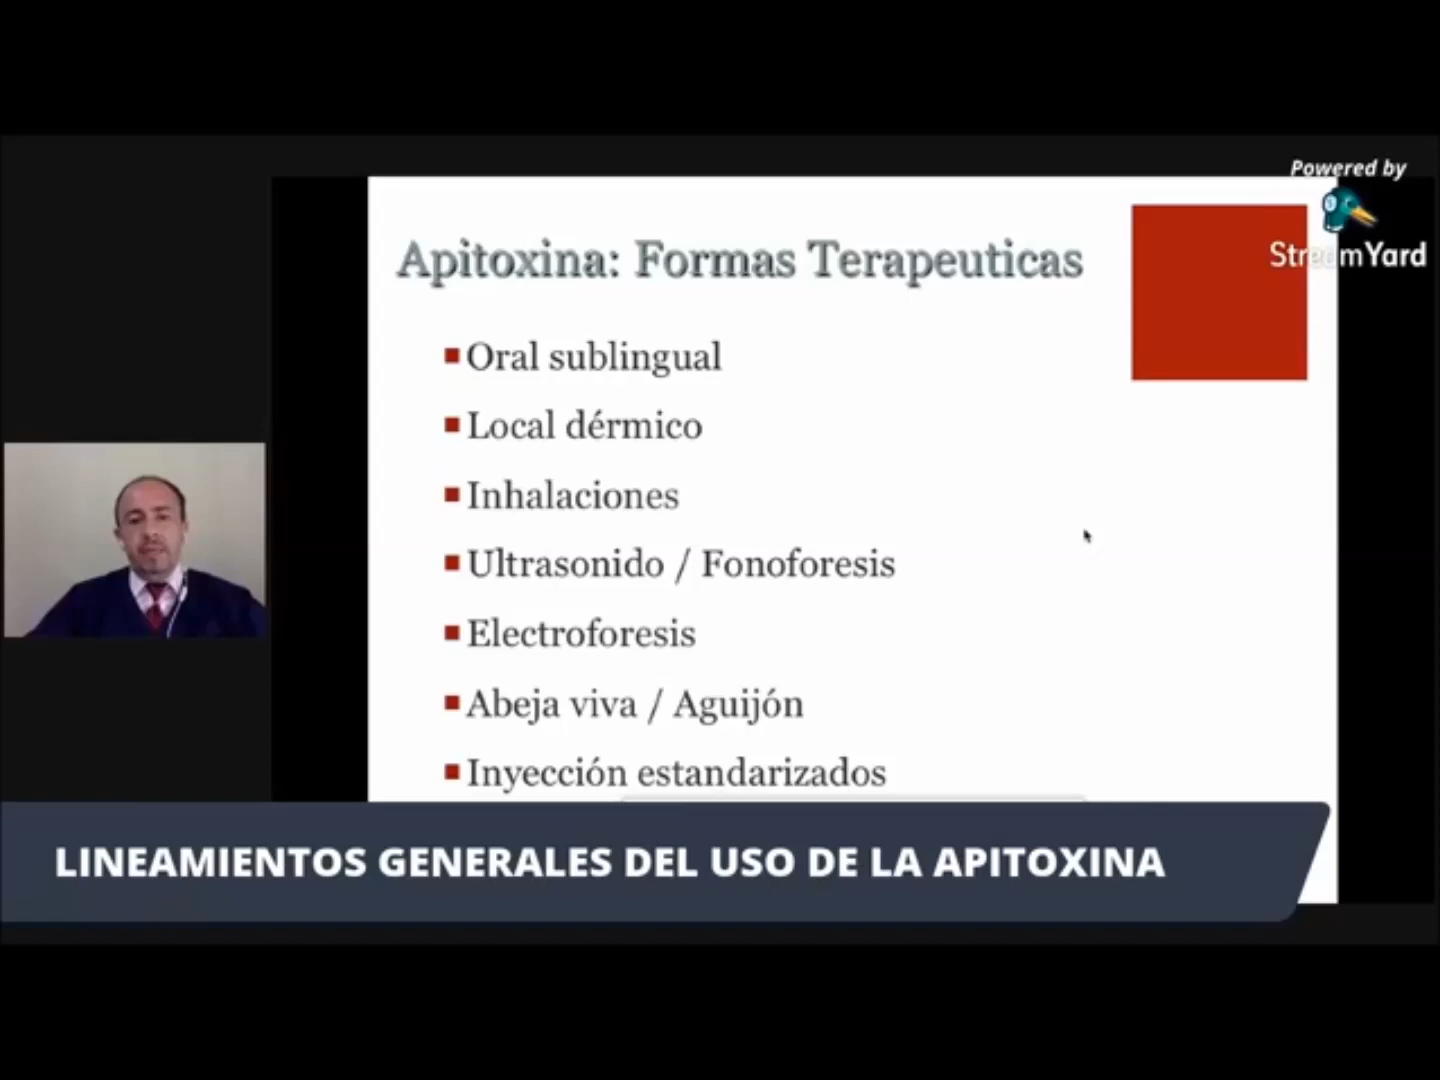 Powered by
StreamYard
Apitoxina: Formas Terapeuticas
Oral sublingual
Local dérmico
Inhalaciones
Ultrasonido / Fonoforesis
Electroforesis
Abeja viva / Aguijón
Inyección estandarizados
LINEAMIENTOS GENERALES DEL USO DE LA APITOXINA